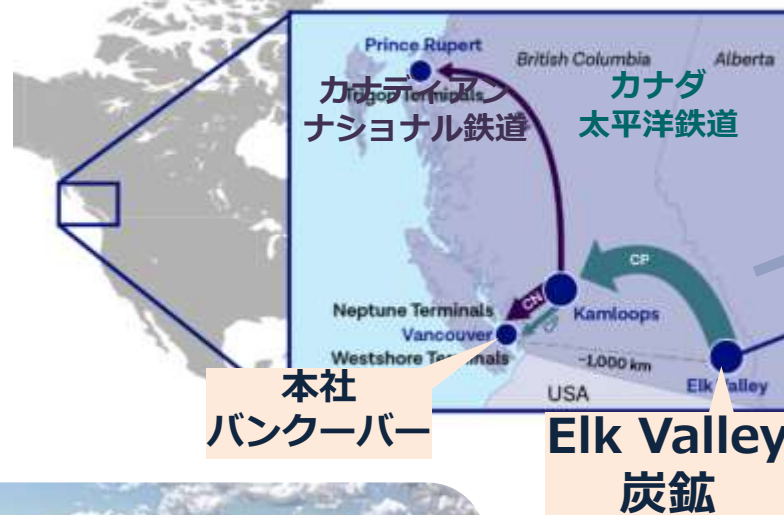 Prince Rupert
British Columbia
Alberta
Trigon Terminals
カナディアン
ナショナル鉄道
カナダ
太平洋鉄道
CP
CN
Neptune Terminals
Kamloops
Vancouver
Westshore Terminals
~1,000 km
USA
Elk Valley
本社
バンクーバー
Elk Valley
炭鉱